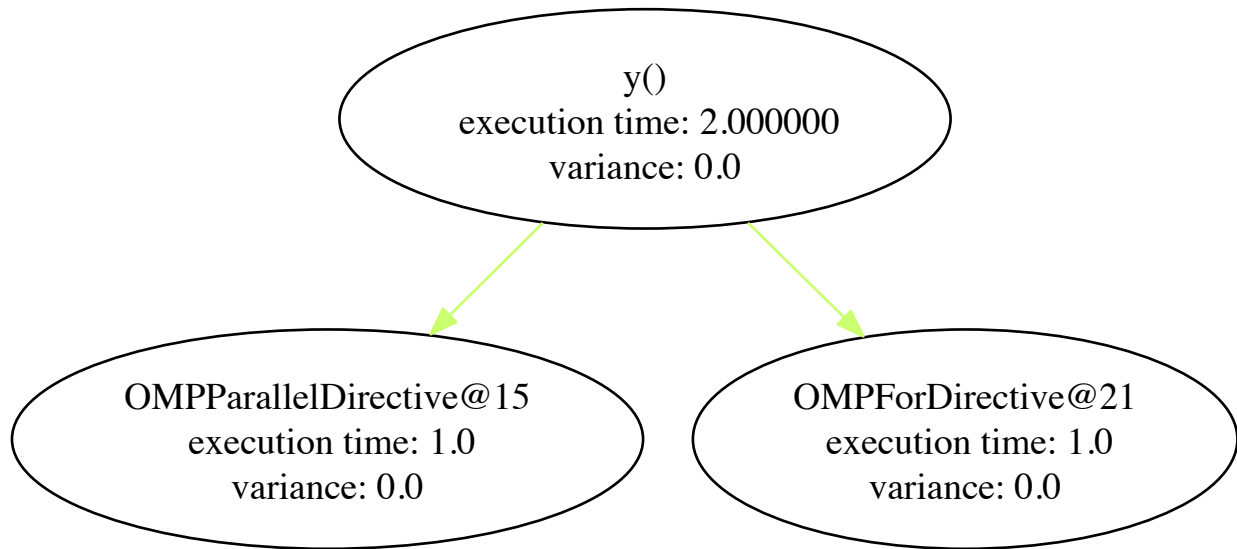 y()
execution time: 2.000000
variance: 0.0
OMPParallelDirective@15
execution time: 1.0
variance: 0.0
OMPForDirective@21
execution time: 1.0
variance: 0.0